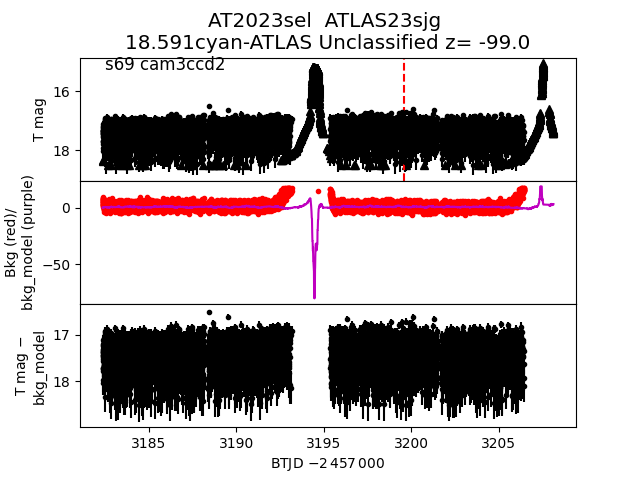 AT2023sel  ATLAS23sjg
18.591cyan-ATLAS Unclassified z= -99.0
s69 cam3ccd2
T mag
16
18
Bkg (red)/
bkg_model (purple)
0
−50
T mag −
bkg_model
17
18
3185
3190
3195
3200
3205
BTJD −2 457 000